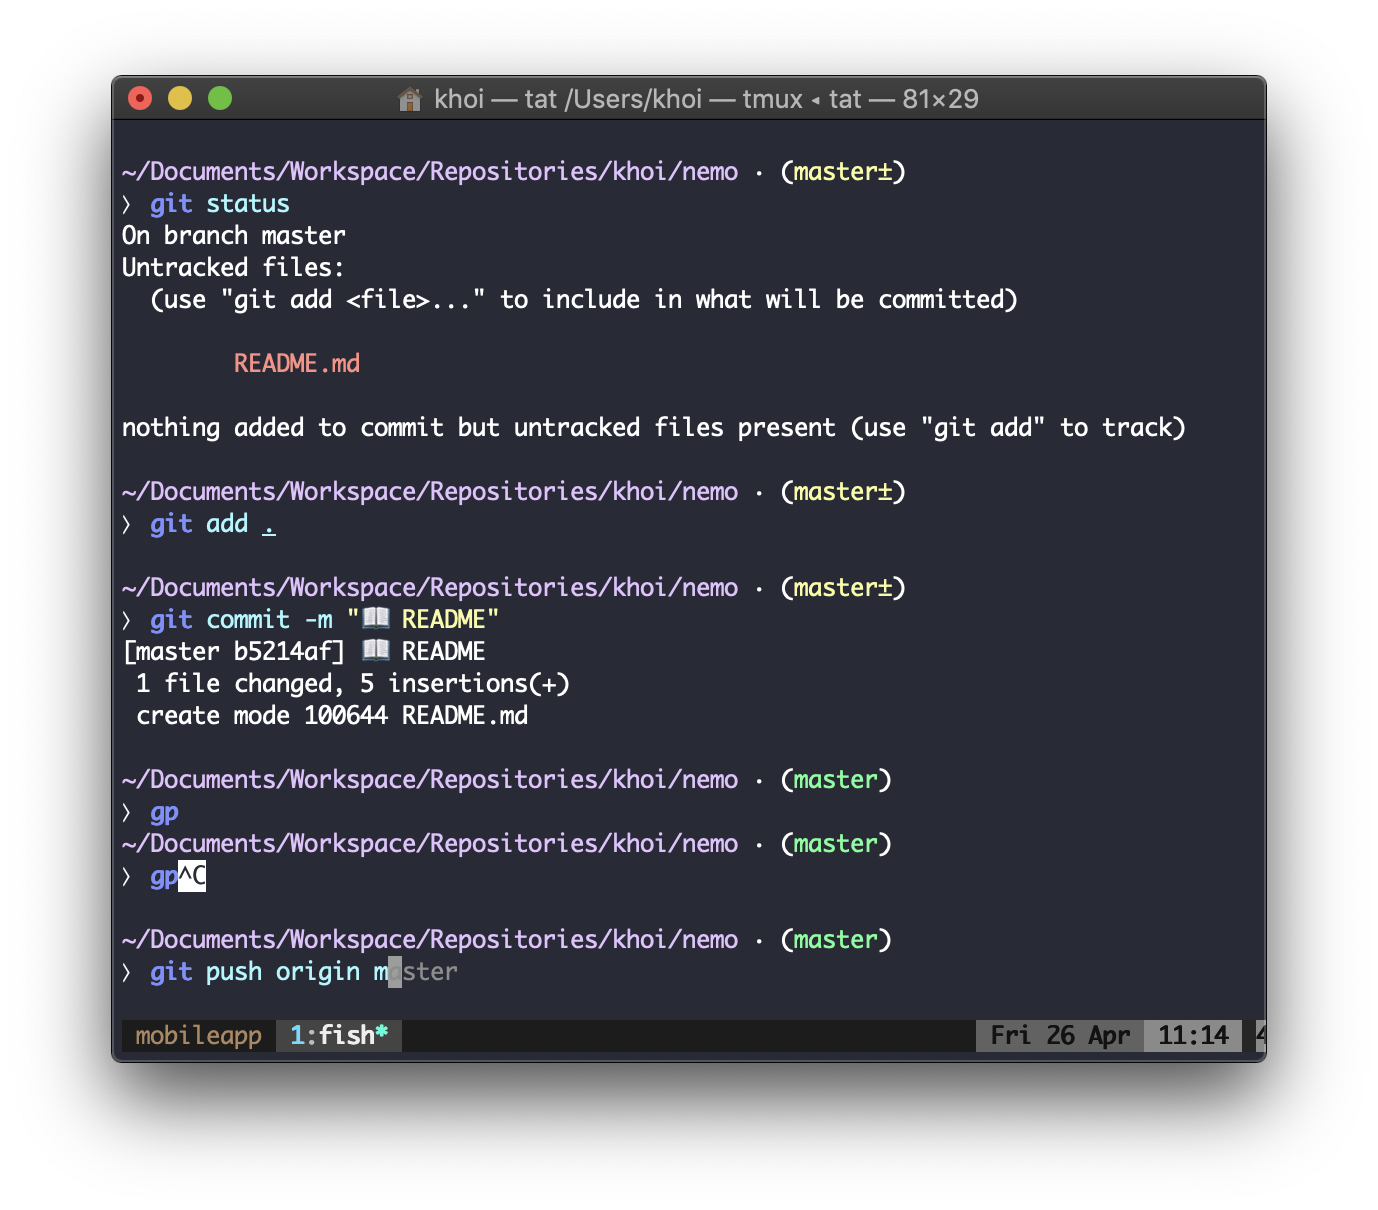 khoi — tat /Users/khoi — tmux ◂ tat — 81×29
~/Documents/Workspace/Repositories/khoi/nemo · (master±)
❯ git status
On branch master
Untracked files:
  (use "git add <file>..." to include in what will be committed)
        README.md
nothing added to commit but untracked files present (use "git add" to track)
~/Documents/Workspace/Repositories/khoi/nemo · (master±)
❯ git add .
~/Documents/Workspace/Repositories/khoi/nemo · (master±)
❯ git commit -m "📖 README"
[master b5214af] 📖 README
 1 file changed, 5 insertions(+)
 create mode 100644 README.md
~/Documents/Workspace/Repositories/khoi/nemo · (master)
❯ gp
~/Documents/Workspace/Repositories/khoi/nemo · (master)
❯ gp^C
~/Documents/Workspace/Repositories/khoi/nemo · (master)
❯ git push origin master
mobileapp 1:fish* Fri 26 Apr 11:14